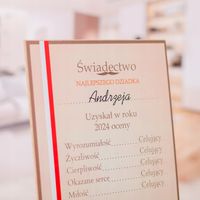 Świadectwo
NAJLEPSZEGO DZIADKA
Andrzeja
Uzyskał w roku
2024 oceny
Wyrozumiałość Celujący
Życzliwość Celujący
Cierpliwość Celujący
Okazane serce Celujący
Miłość Celujący